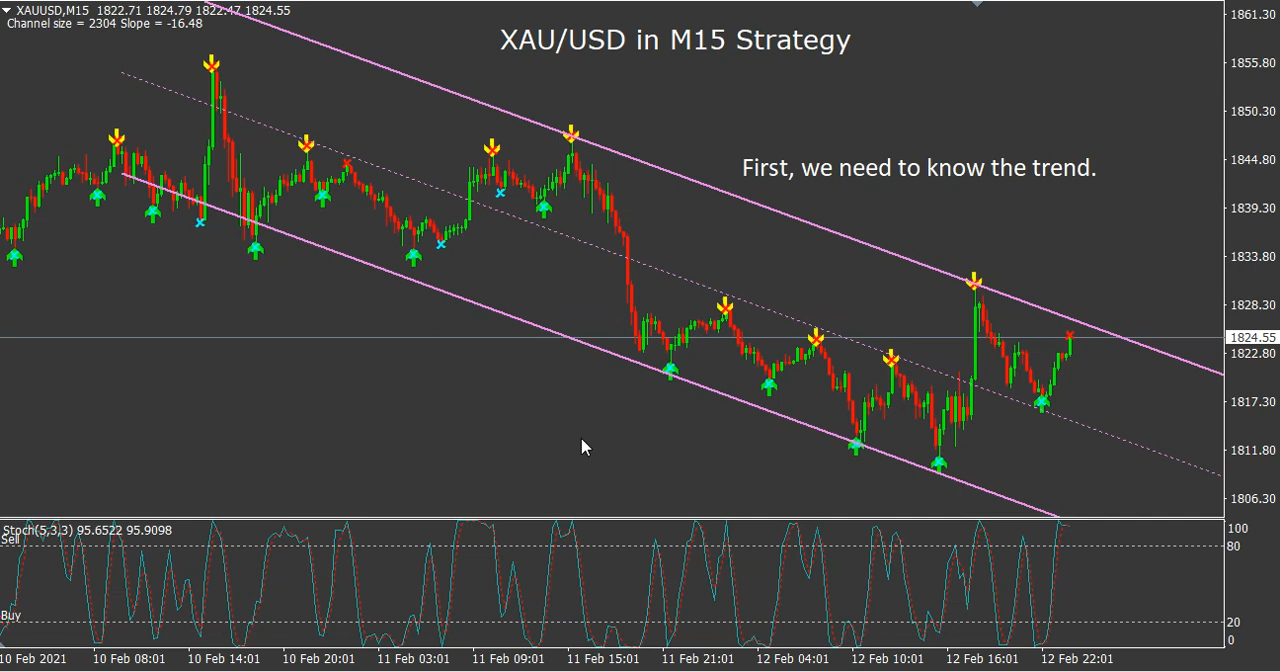 XAUUSD,M15 1822.71 1824.79 1822.47 1824.55
Channel size = 2304 Slope = -16.48
XAU/USD in M15 Strategy
First, we need to know the trend.
1861.30
1855.80
1850.30
1844.80
1839.30
1833.80
1828.30
1824.55
1822.80
1817.30
1811.80
1806.30
Stoch(5,3,3) 95.6522 95.9098
Sell
Buy
100
80
20
0
10 Feb 2021
10 Feb 08:01
10 Feb 14:01
10 Feb 20:01
11 Feb 03:01
11 Feb 09:01
11 Feb 15:01
11 Feb 21:01
12 Feb 04:01
12 Feb 10:01
12 Feb 16:01
12 Feb 22:01